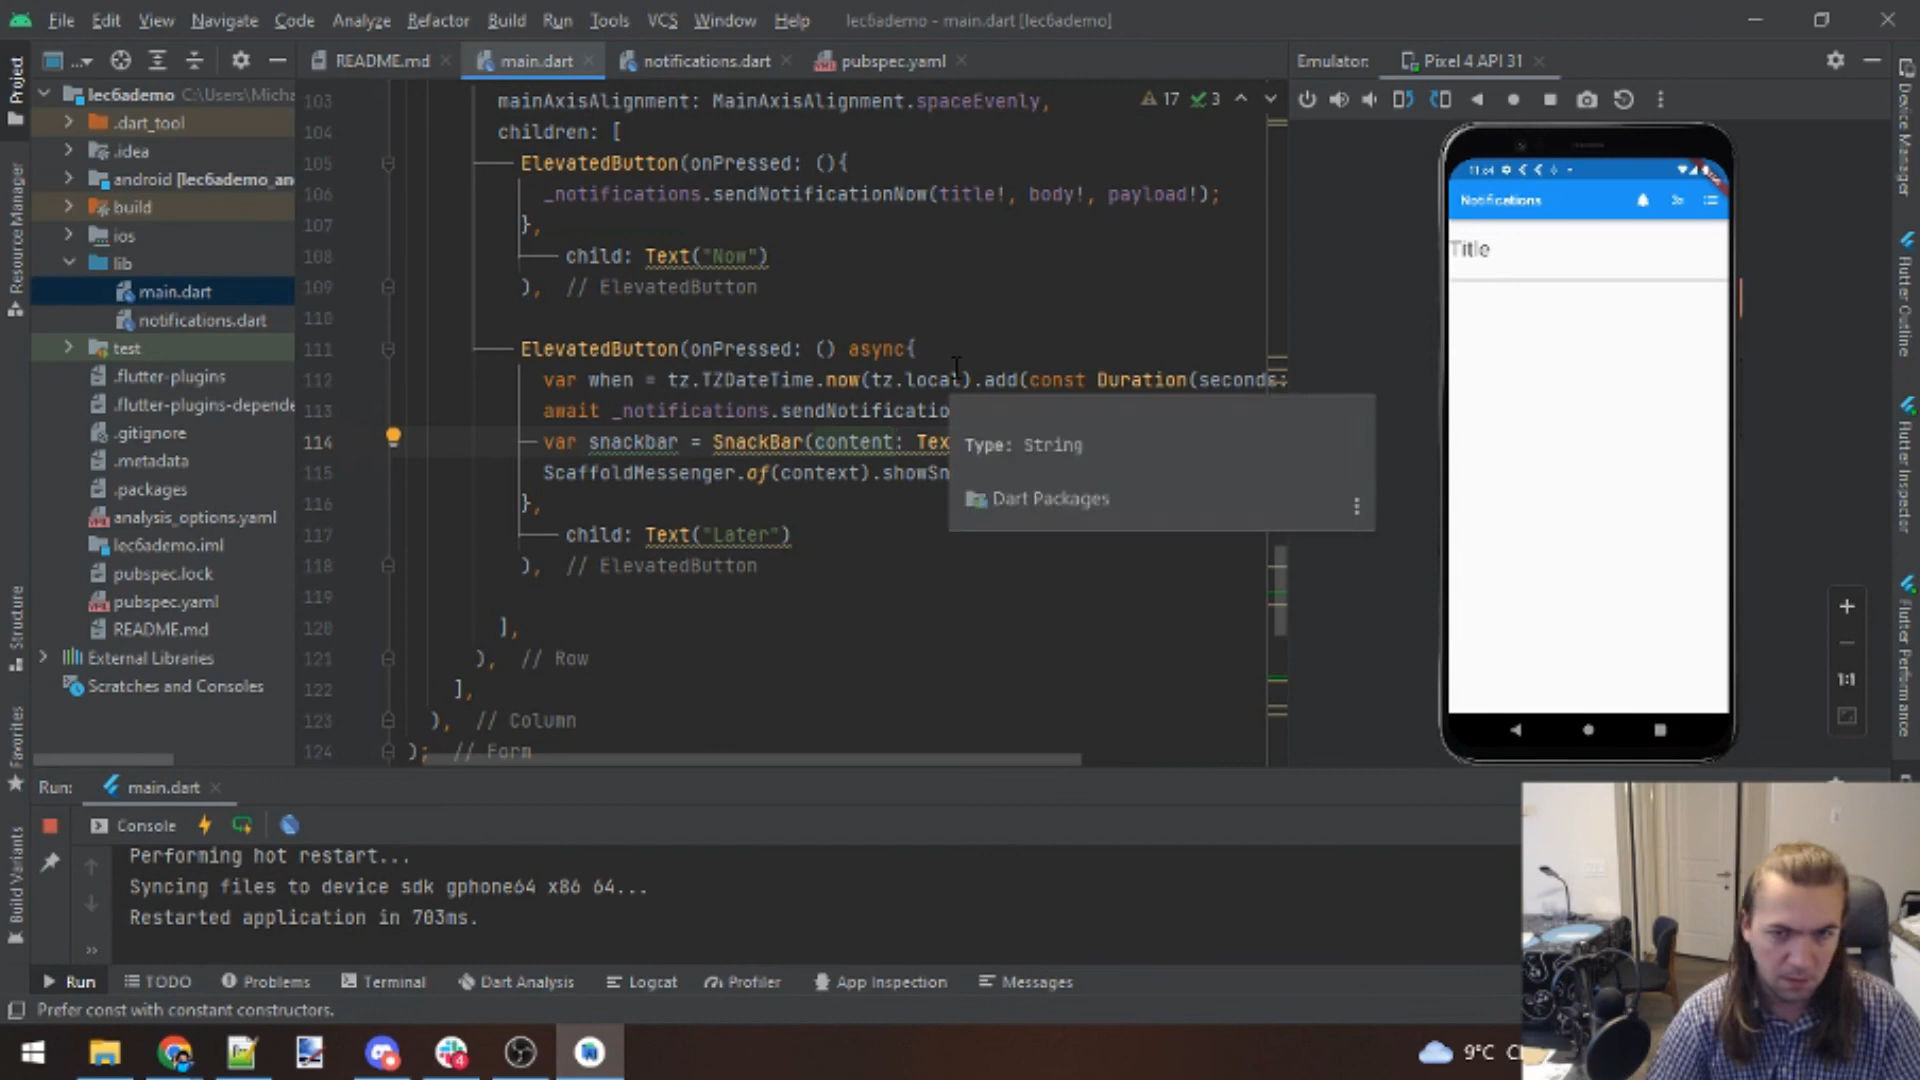 File Edit View Navigate Code Analyze Refactor Build Run Tools VCS Window Help lec6ademo - main.dart [lec6ademo]
README.md main.dart notifications.dart pubspec.yaml Emulator: Pixel 4 API 31
Project
Resource Manager
Structure
Favorites
Build Variants
lec6ademo C:\Users\Micha
.dart_tool
.idea
android [lec6ademo_an
build
ios
lib
main.dart
notifications.dart
test
.flutter-plugins
.flutter-plugins-depende
.gitignore
.metadata
.packages
analysis_options.yaml
lec6ademo.iml
pubspec.lock
pubspec.yaml
README.md
External Libraries
Scratches and Consoles
17 3
103 mainAxisAlignment: MainAxisAlignment.spaceEvenly,
104 children: [
105 ElevatedButton(onPressed: (){
106 _notifications.sendNotificationNow(title!, body!, payload!);
107 },
108 child: Text("Now")
109 ), // ElevatedButton
110
111 ElevatedButton(onPressed: () async{
112 var when = tz.TZDateTime.now(tz.local).add(const Duration(seconds:
113 await _notifications.sendNotificatio
114 var snackbar = SnackBar(content: Tex
115 ScaffoldMessenger.of(context).showSn
116 },
117 child: Text("Later")
118 ), // ElevatedButton
119
120 ],
121 ), // Row
122 ],
123 ), // Column
124 ); // Form
Type: String
Dart Packages
11:04
Notifications
Title
1:1
Device Manager
Flutter Outline
Flutter Inspector
Flutter Performance
Run: main.dart
Console
Performing hot restart...
Syncing files to device sdk gphone64 x86 64...
Restarted application in 703ms.
Run TODO Problems Terminal Dart Analysis Logcat Profiler App Inspection Messages
Prefer const with constant constructors.
4
9°C